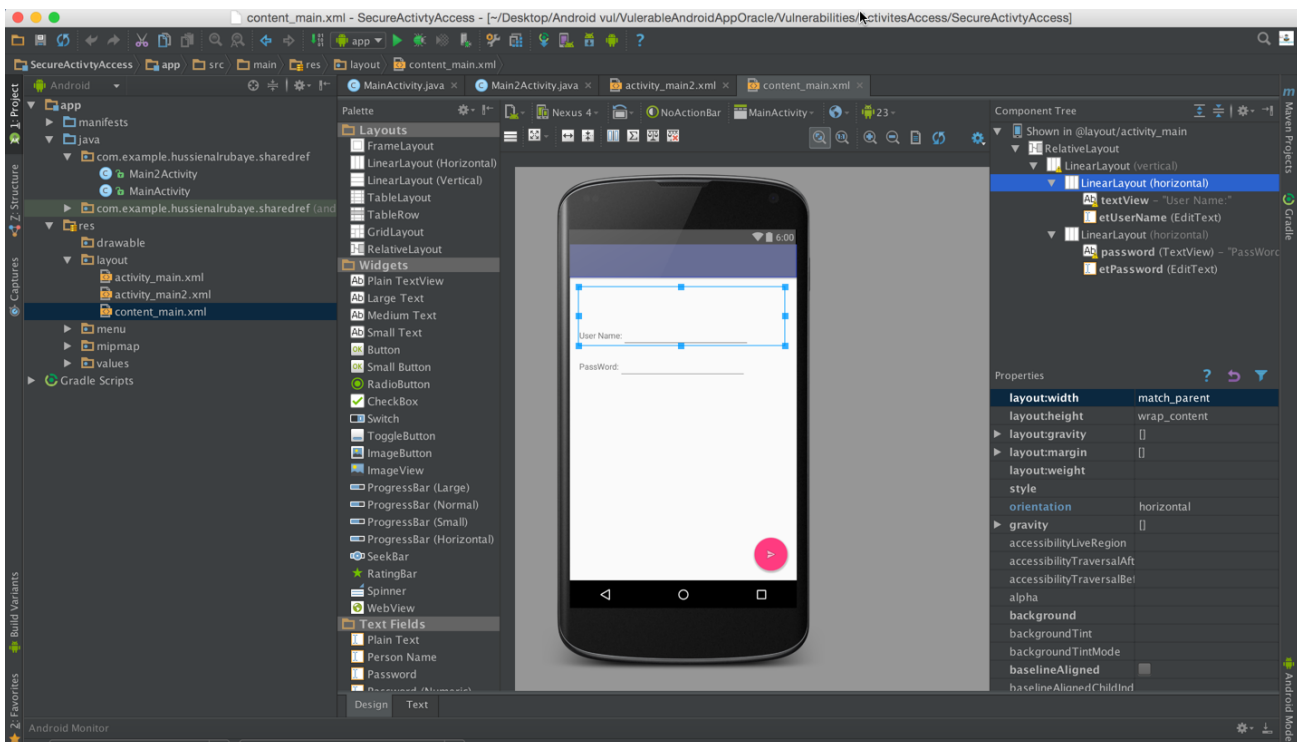 content_main.xml - SecureActivtyAccess - [~/Desktop/Android vul/VulerableAndroidAppOracle/Vulnerabilities/ActivitesAccess/SecureActivtyAccess]
app
SecureActivtyAccess app src main res layout content_main.xml
Android
MainActivity.java Main2Activity.java activity_main2.xml content_main.xml
1: Project
Z: Structure
Captures
Build Variants
2: Favorites
app
manifests
java
com.example.hussienalrubaye.sharedref
Main2Activity
MainActivity
com.example.hussienalrubaye.sharedref (and
res
drawable
layout
activity_main.xml
activity_main2.xml
content_main.xml
menu
mipmap
values
Gradle Scripts
Palette
Layouts
FrameLayout
LinearLayout (Horizontal)
LinearLayout (Vertical)
TableLayout
TableRow
GridLayout
RelativeLayout
Widgets
Plain TextView
Large Text
Medium Text
Small Text
Button
Small Button
RadioButton
CheckBox
Switch
ToggleButton
ImageButton
ImageView
ProgressBar (Large)
ProgressBar (Normal)
ProgressBar (Small)
ProgressBar (Horizontal)
SeekBar
RatingBar
Spinner
WebView
Text Fields
Plain Text
Person Name
Password
Password (Numeric)
Nexus 4 NoActionBar MainActivity 23
6:00
User Name:
PassWord:
Design Text
Component Tree
Shown in @layout/activity_main
RelativeLayout
LinearLayout (vertical)
LinearLayout (horizontal)
textView - "User Name:"
etUserName (EditText)
LinearLayout (horizontal)
password (TextView) - "PassWorc
etPassword (EditText)
Properties
layout:width match_parent
layout:height wrap_content
layout:gravity []
layout:margin []
layout:weight
style
orientation horizontal
gravity []
accessibilityLiveRegion
accessibilityTraversalAft
accessibilityTraversalBef
alpha
background
backgroundTint
backgroundTintMode
baselineAligned
baselineAlignedChildInd
Maven Projects
Gradle
Android Mode
Android Monitor